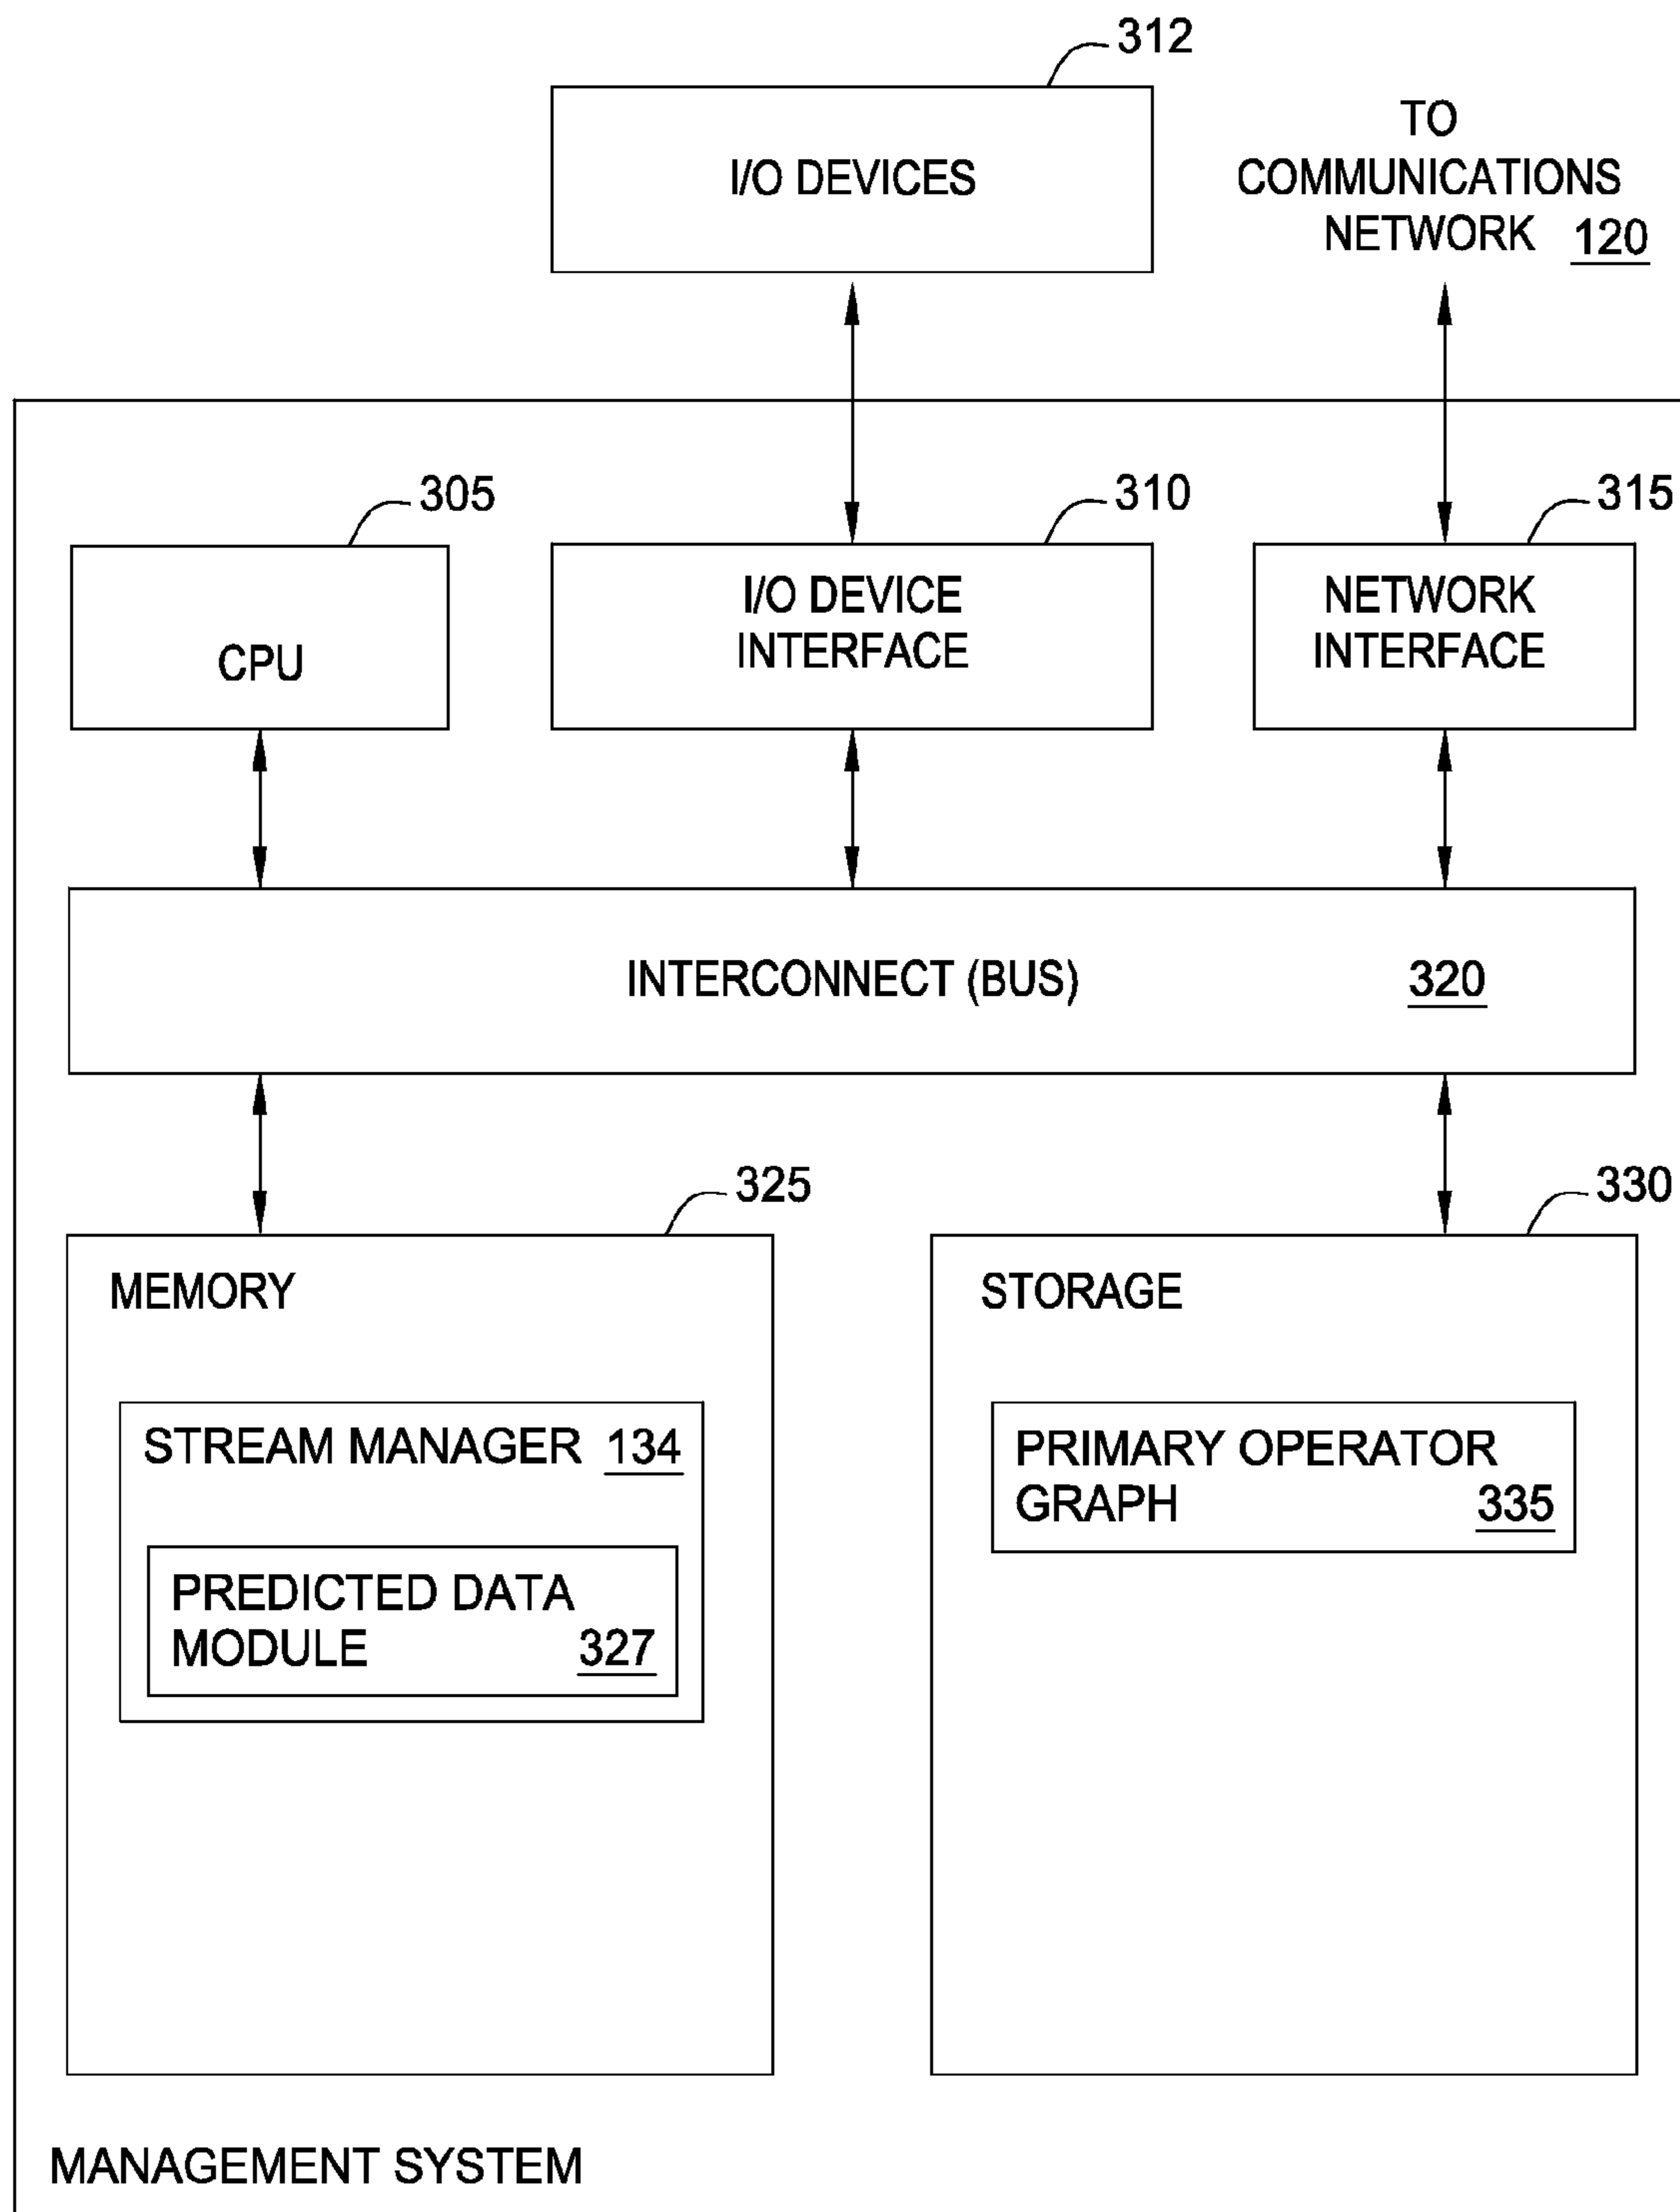 312
I/O DEVICES
TO
COMMUNICATIONS
NETWORK 120
305
310
315
CPU
I/O DEVICE
INTERFACE
NETWORK
INTERFACE
INTERCONNECT (BUS) 320
325
330
MEMORY
STREAM MANAGER 134
PREDICTED DATA
MODULE 327
STORAGE
PRIMARY OPERATOR
GRAPH 335
MANAGEMENT SYSTEM